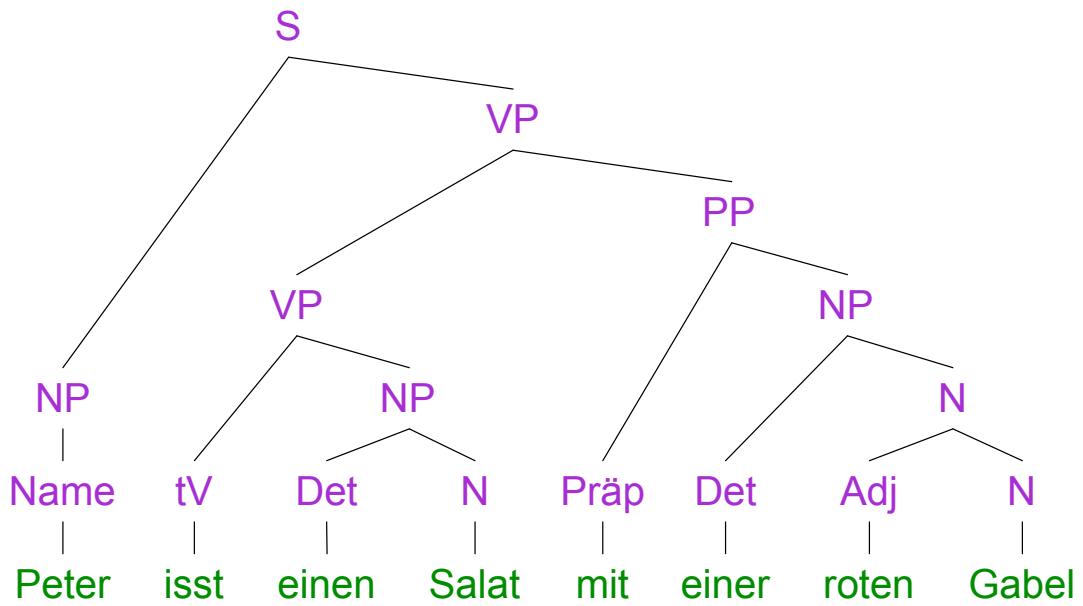 S
VP
PP
VP NP
NP NP N
Name tV Det N Präp Det Adj N
Peter isst einen Salat mit einer roten Gabel